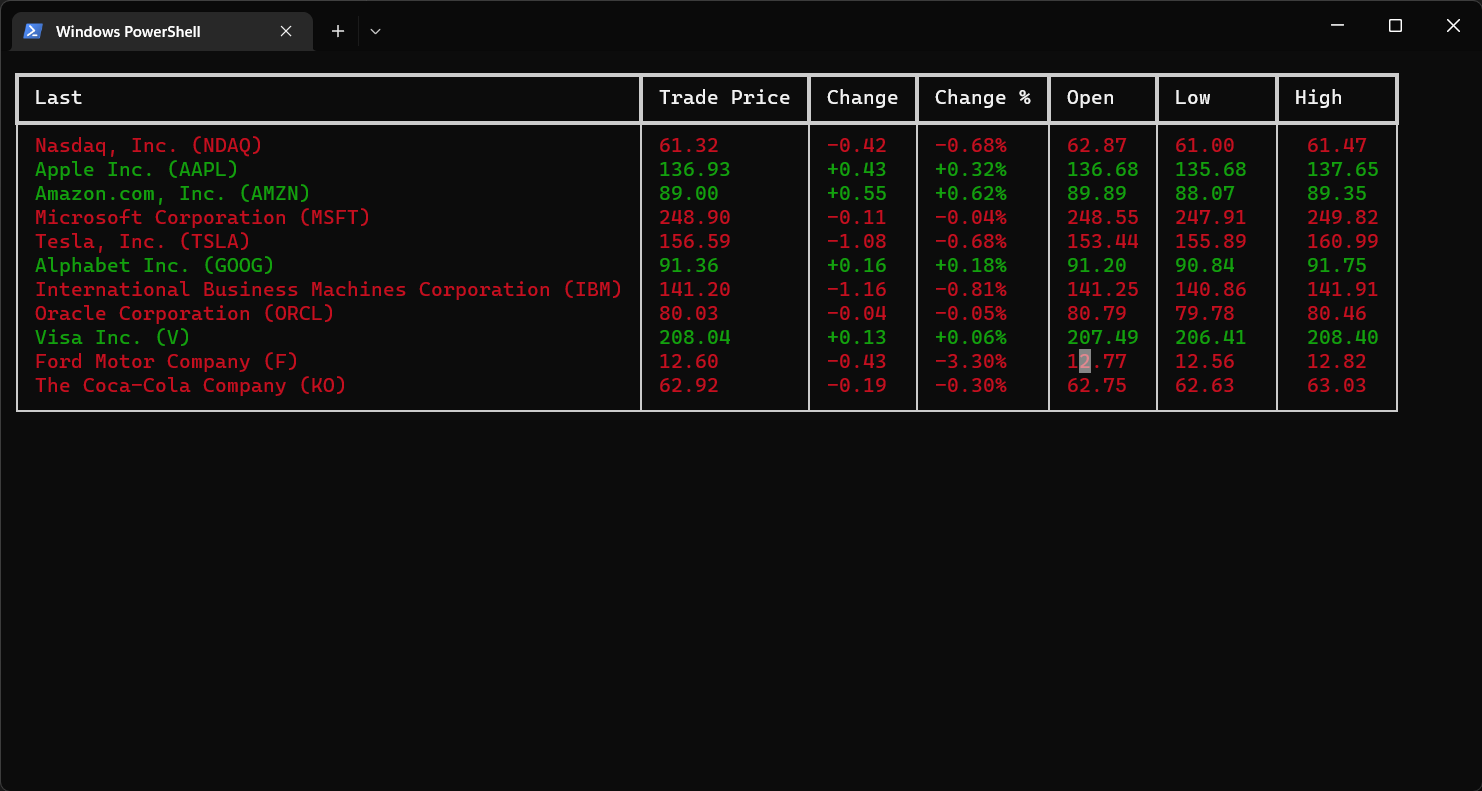 Windows PowerShell
Last Trade Price Change Change % Open Low High
Nasdaq, Inc. (NDAQ) 61.32 -0.42 -0.68% 62.87 61.00 61.47
Apple Inc. (AAPL) 136.93 +0.43 +0.32% 136.68 135.68 137.65
Amazon.com, Inc. (AMZN) 89.00 +0.55 +0.62% 89.89 88.07 89.35
Microsoft Corporation (MSFT) 248.90 -0.11 -0.04% 248.55 247.91 249.82
Tesla, Inc. (TSLA) 156.59 -1.08 -0.68% 153.44 155.89 160.99
Alphabet Inc. (GOOG) 91.36 +0.16 +0.18% 91.20 90.84 91.75
International Business Machines Corporation (IBM) 141.20 -1.16 -0.81% 141.25 140.86 141.91
Oracle Corporation (ORCL) 80.03 -0.04 -0.05% 80.79 79.78 80.46
Visa Inc. (V) 208.04 +0.13 +0.06% 207.49 206.41 208.40
Ford Motor Company (F) 12.60 -0.43 -3.30% 12.77 12.56 12.82
The Coca-Cola Company (KO) 62.92 -0.19 -0.30% 62.75 62.63 63.03